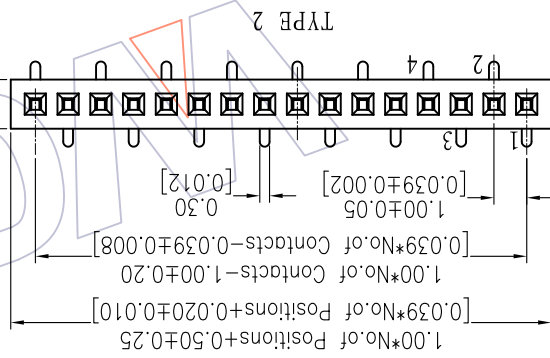 1.00*No.of Positions+0.50±0.25
[0.039*No.of Positions+0.020±0.010]
1.00*No.of Contacts-1.00±0.20
[0.039*No.of Contacts-0.039±0.008]
1.00±0.05
[0.039±0.002]
0.30
[0.012]
1
3
2
4
TYPE 2